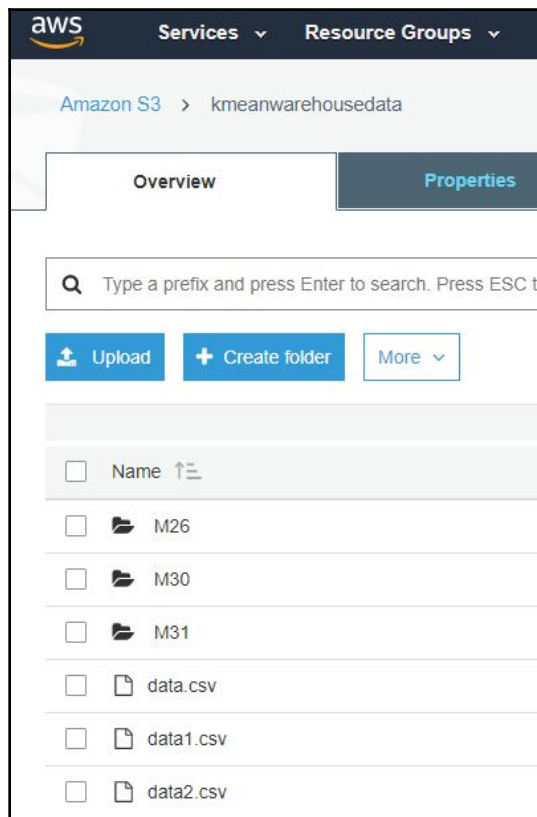 aws Services Resource Groups
Amazon S3 > kmeanwarehousedata
Overview Properties
Type a prefix and press Enter to search. Press ESC t
Upload Create folder More
Name
M26
M30
M31
data.csv
data1.csv
data2.csv